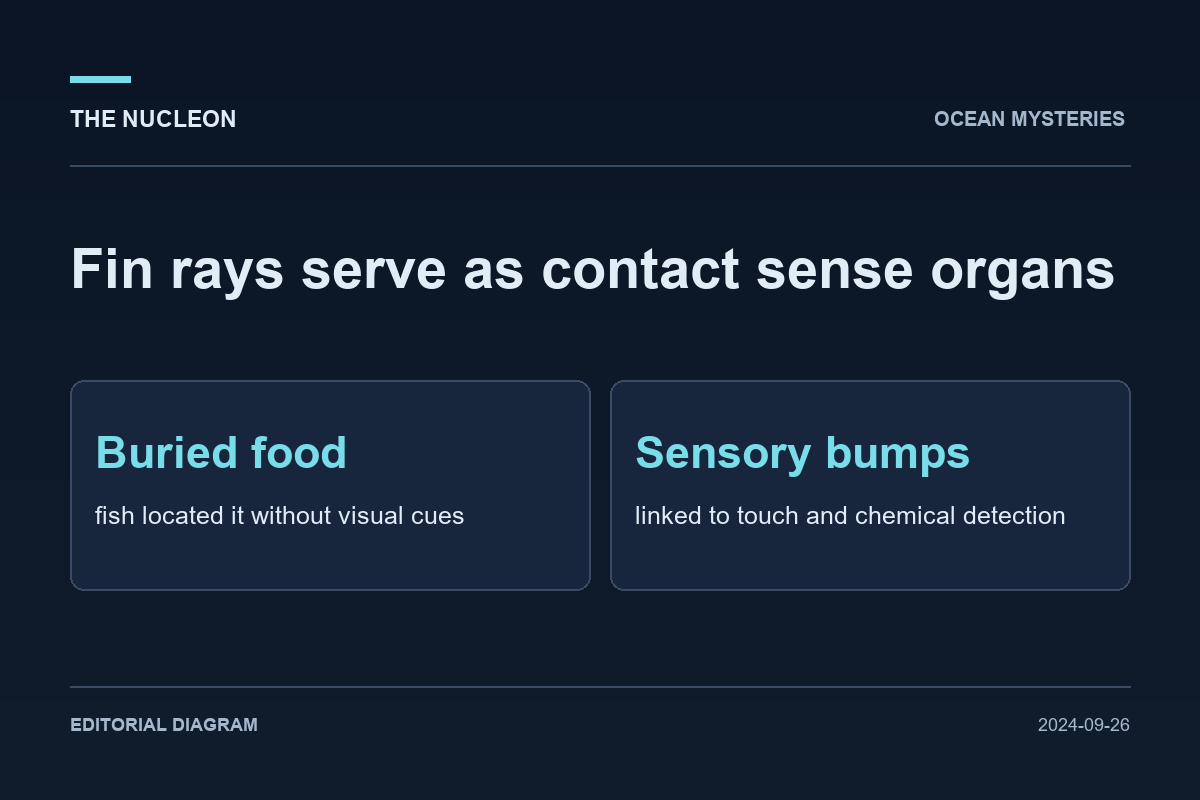 THE NUCLEON
OCEAN MYSTERIES
Fin rays serve as contact sense organs
Buried food
fish located it without visual cues
Sensory bumps
linked to touch and chemical detection
EDITORIAL DIAGRAM
2024-09-26